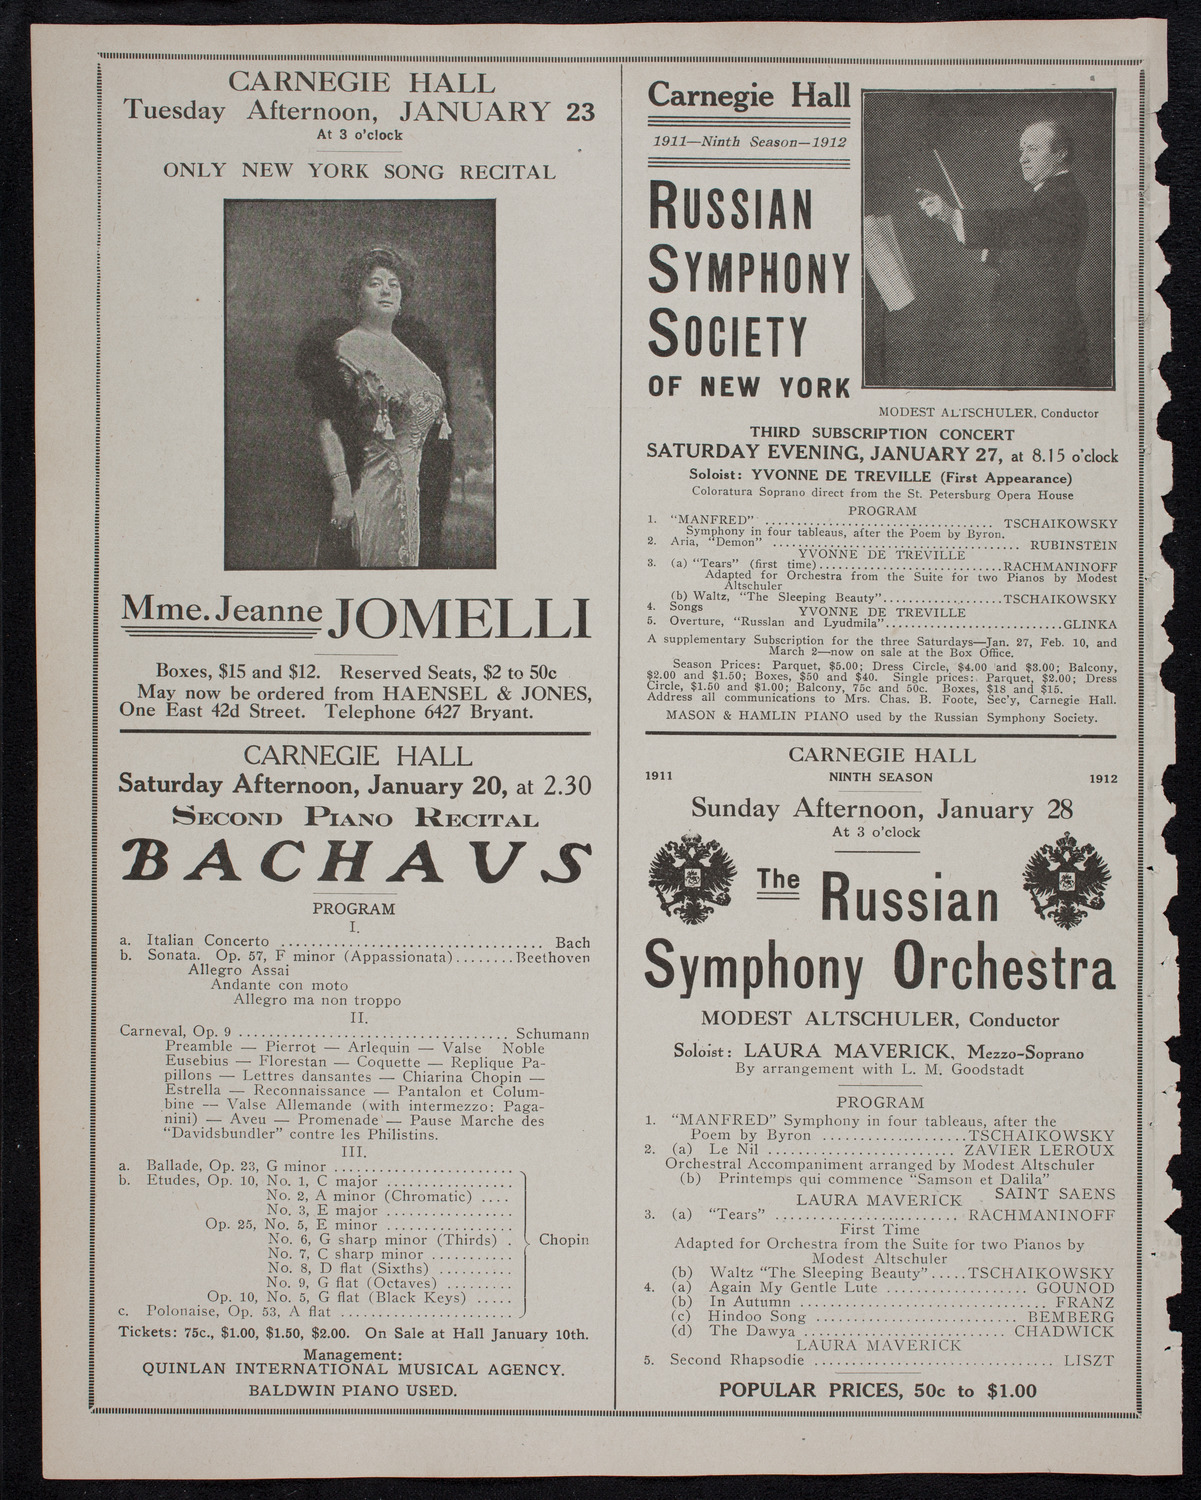 CARNEGIE HALL
Tuesday Afternoon, JANUARY 23
At 3 o'clock
ONLY NEW YORK SONG RECITAL
Mme. Jeanne JOMELLI
Boxes, $15 and $12. Reserved Seats, $2 to 50c
May now be ordered from HAENSEL & JONES,
One East 42d Street. Telephone 6427 Bryant.
CARNEGIE HALL
Saturday Afternoon, January 20, at 2.30
SECOND PIANO RECITAL
BACHAUS
PROGRAM
I.
a. Italian Concerto ................................ Bach
b. Sonata. Op. 57, F minor (Appassionata)........Beethoven
Allegro Assai
Andante con moto
Allegro ma non troppo
II.
Carneval, Op. 9 .................................... Schumann
Preamble — Pierrot — Arlequin — Valse Noble
Eusebius — Florestan — Coquette — Replique Pa-
pillons — Lettres dansantes — Chiarina Chopin —
Estrella — Reconnaissance — Pantalon et Colum-
bine — Valse Allemande (with intermezzo: Paga-
nini) — Aveu — Promenade — Pause Marche des
"Davidsbundler" contre les Philistins.
III.
a. Ballade, Op. 23, G minor ........................
b. Etudes, Op. 10, No. 1, C major .................
No. 2, A minor (Chromatic) ....
No. 3, E major .................
Op. 25, No. 5, E minor .................
No. 6, G sharp minor (Thirds) . Chopin
No. 7, C sharp minor ...........
No. 8, D flat (Sixths) ..........
No. 9, G flat (Octaves) .........
Op. 10, No. 5, G flat (Black Keys) .....
c. Polonaise, Op. 53, A flat .......................
Tickets: 75c., $1.00, $1.50, $2.00. On Sale at Hall January 10th.
Management:
QUINLAN INTERNATIONAL MUSICAL AGENCY.
BALDWIN PIANO USED.
Carnegie Hall
1911—Ninth Season—1912
RUSSIAN
SYMPHONY
SOCIETY
OF NEW YORK
MODEST ALTSCHULER, Conductor
THIRD SUBSCRIPTION CONCERT
SATURDAY EVENING, JANUARY 27, at 8.15 o'clock
Soloist: YVONNE DE TREVILLE (First Appearance)
Coloratura Soprano direct from the St. Petersburg Opera House
PROGRAM
1. "MANFRED" .................................. TSCHAIKOWSKY
Symphony in four tableaus, after the Poem by Byron.
2. Aria, "Demon" ..................................... RUBINSTEIN
YVONNE DE TREVILLE
3. (a) "Tears" (first time)...........................RACHMANINOFF
Adapted for Orchestra from the Suite for two Pianos by Modest
Altschuler
(b) Waltz, "The Sleeping Beauty"..................TSCHAIKOWSKY
4. Songs YVONNE DE TREVILLE
5. Overture, "Russlan and Lyudmila"..........................GLINKA
A supplementary Subscription for the three Saturdays—Jan. 27, Feb. 10, and
March 2—now on sale at the Box Office.
Season Prices: Parquet, $5.00; Dress Circle, $4.00 and $3.00; Balcony,
$2.00 and $1.50; Boxes, $50 and $40. Single prices: Parquet, $2.00; Dress
Circle, $1.50 and $1.00; Balcony, 75c and 50c. Boxes, $18 and $15.
Address all communications to Mrs. Chas. B. Foote, Sec'y, Carnegie Hall.
MASON & HAMLIN PIANO used by the Russian Symphony Society.
CARNEGIE HALL
1911 NINTH SEASON 1912
Sunday Afternoon, January 28
At 3 o'clock
The Russian
Symphony Orchestra
MODEST ALTSCHULER, Conductor
Soloist: LAURA MAVERICK, Mezzo-Soprano
By arrangement with L. M. Goodstadt
PROGRAM
1. "MANFRED" Symphony in four tableaus, after the
Poem by Byron ....................TSCHAIKOWSKY
2. (a) Le Nil .......................... ZAVIER LEROUX
Orchestral Accompaniment arranged by Modest Altschuler
(b) Printemps qui commence "Samson et Dalila"
LAURA MAVERICK SAINT SAENS
3. (a) "Tears" ......................... RACHMANINOFF
First Time
Adapted for Orchestra from the Suite for two Pianos by
Modest Altschuler
(b) Waltz "The Sleeping Beauty".....TSCHAIKOWSKY
4. (a) Again My Gentle Lute .................. GOUNOD
(b) In Autumn .................................. FRANZ
(c) Hindoo Song ............................ BEMBERG
(d) The Dawya ............................ CHADWICK
LAURA MAVERICK
5. Second Rhapsodie .................................. LISZT
POPULAR PRICES, 50c to $1.00